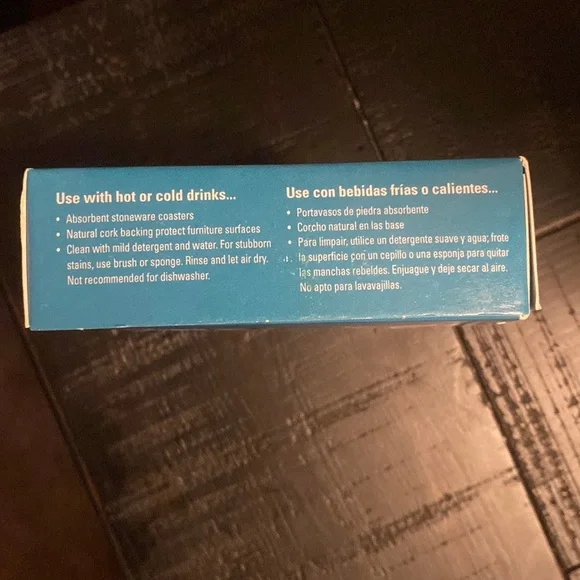 Use with hot or cold drinks...
• Absorbent stoneware coasters
• Natural cork backing protect furniture surfaces
• Clean with mild detergent and water. For stubborn
stains, use brush or sponge. Rinse and let air dry.
Not recommended for dishwasher.
Use con bebidas frías o calientes...
• Portavasos de piedra absorbente
• Corcho natural en las base
• Para limpair, utilice un detergente suave y agua; frote
la superficie con un cepillo o una esponja para quitar
las manchas rebeldes. Enjuague y deje secar al aire.
No apto para lavavajillas.